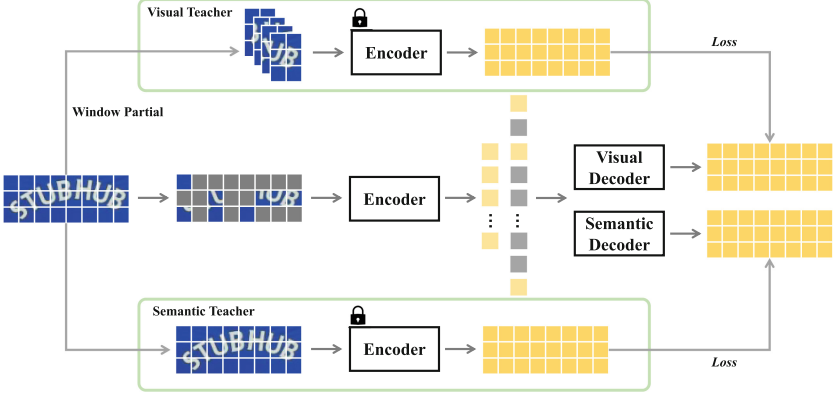 Visual Teacher
Encoder
Loss
Window Partial
STUBHUB
Encoder
Visual
Decoder
Semantic
Decoder
Semantic Teacher
STUBHUB
Encoder
Loss